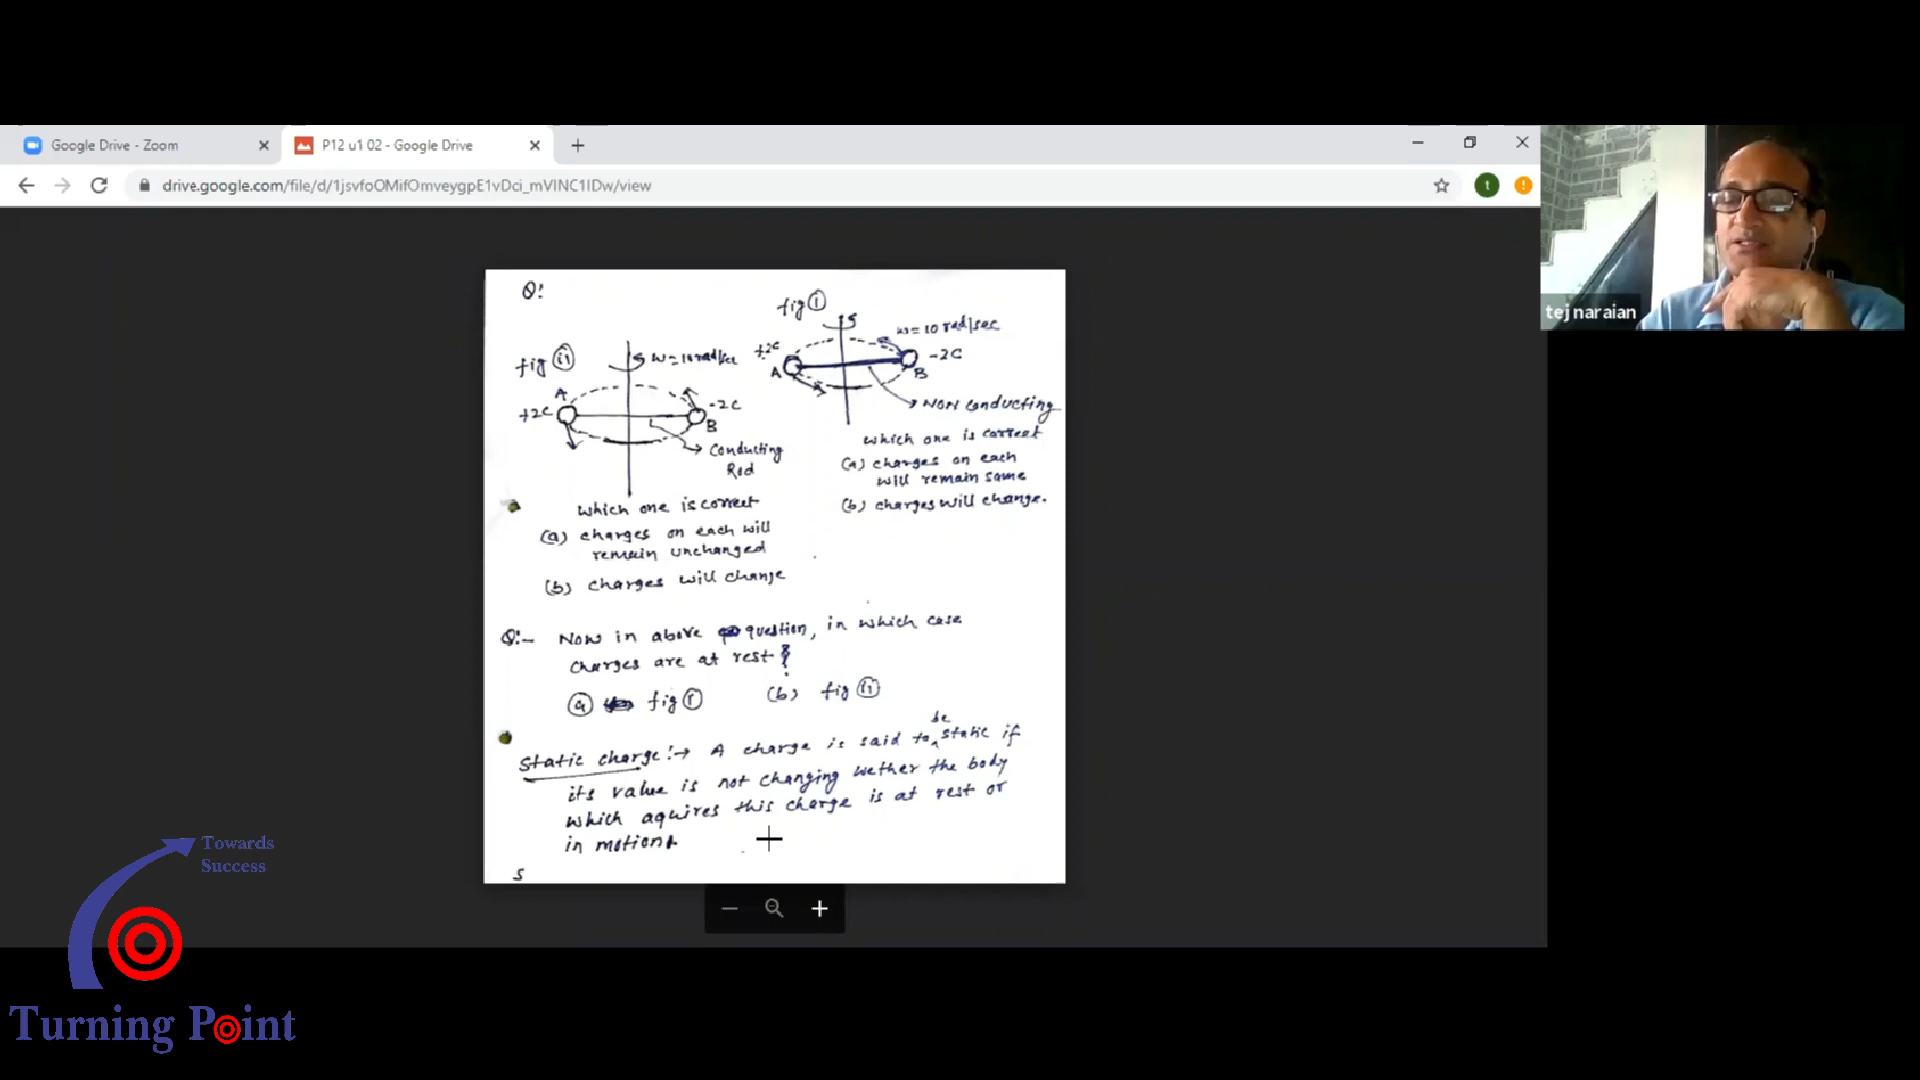 Google Drive - Zoom
P12 u1 02 - Google Drive
drive.google.com/file/d/1jsvfoOMifOmveygpE1vDci_mVINC1IDw/view
t
tej naraian
Q:
fig (i)
W = 10 rad/sec
+2C
A
-2C
B
NON conducting
which one is correct
(a) charges on each
will remain same
(b) charges will change.
fig (ii)
W = 10 rad/sec
A
+2C
-2C
B
Conducting
Rod
which one is correct
(a) charges on each will
remain unchanged
(b) charges will change
Q:- Now in above question, in which case
charges are at rest ?
(a) fig (i) (b) fig (ii)
Static charge :→ A charge is said to be static if
its value is not changing wether the body
which aquires this charge is at rest or
in motion.
S
Towards
Success
Turning Point